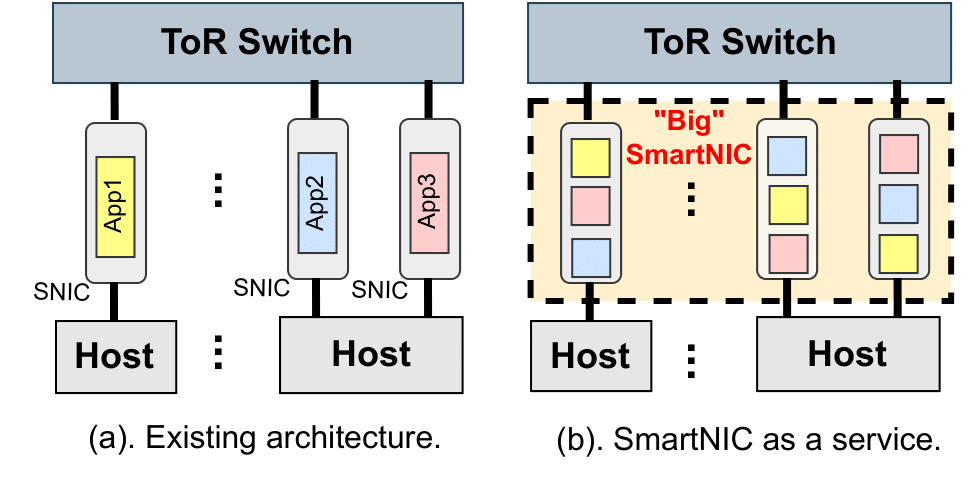 ToR Switch
App1
App2
App3
SNIC
SNIC
SNIC
Host
Host
(a). Existing architecture.
ToR Switch
"Big"
SmartNIC
Host
Host
(b). SmartNIC as a service.